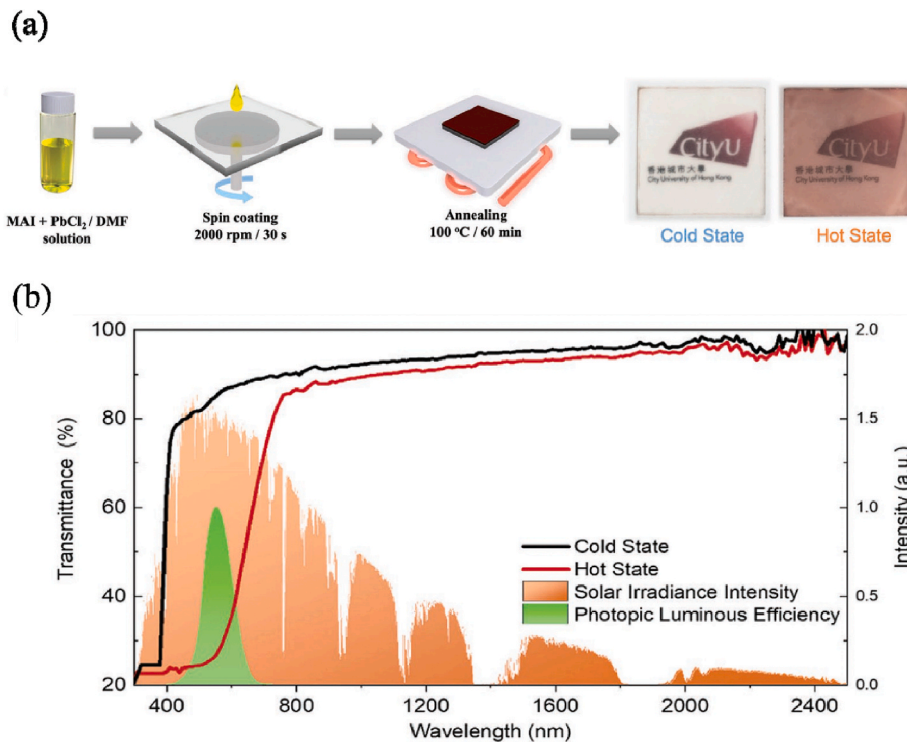 (a)
MAI + PbCl₂ / DMF
solution
Spin coating
2000 rpm / 30 s
Annealing
100 °C / 60 min
CityU
香港城市大學
City University of Hong Kong
Cold State
CityU
香港城市大學
City University of Hong Kong
Hot State
(b)
100
80
60
40
20
Transmittance (%)
2.0
1.5
1.0
0.5
0.0
Intensity (a.u.)
Cold State
Hot State
Solar Irradiance Intensity
Photopic Luminous Efficiency
400 800 1200 1600 2000 2400
Wavelength (nm)